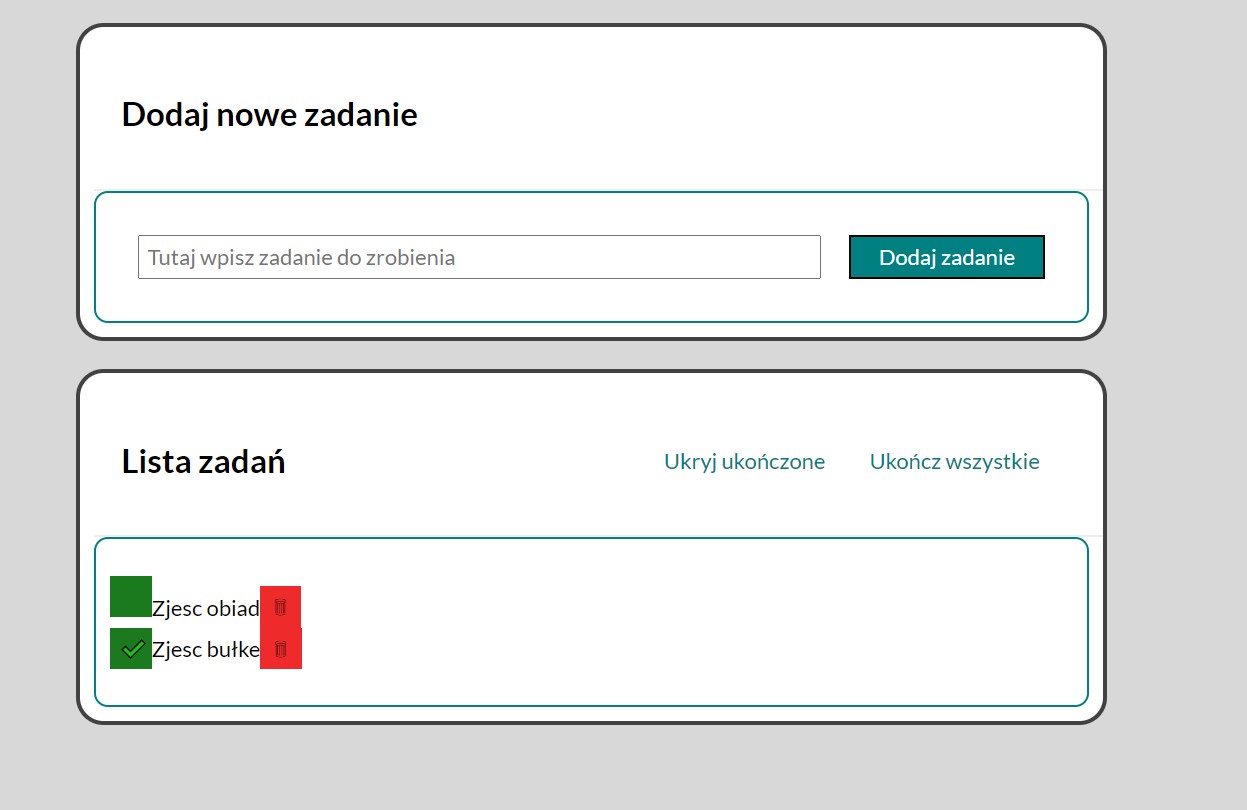 Dodaj nowe zadanie
Tutaj wpisz zadanie do zrobienia
Dodaj zadanie
Lista zadań
Ukryj ukończone
Ukończ wszystkie
Zjesc obiad
Zjesc bułke